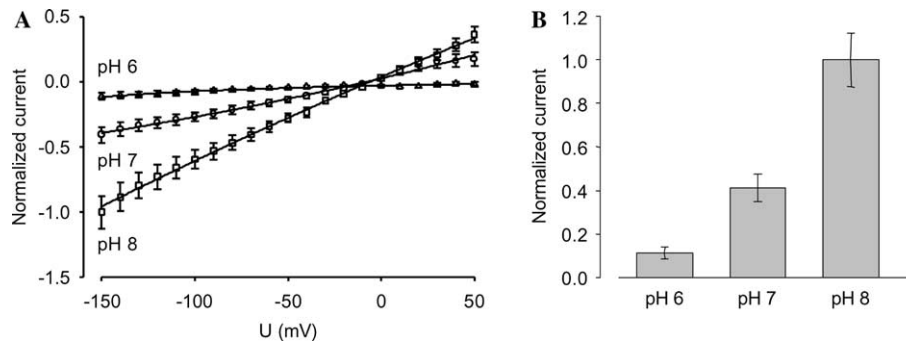 A
Normalized current
0.5
0.0
-0.5
-1.0
-1.5
pH 6
pH 7
pH 8
-150
-100
-50
0
50
U (mV)
B
Normalized current
1.2
1.0
0.8
0.6
0.4
0.2
0.0
pH 6
pH 7
pH 8